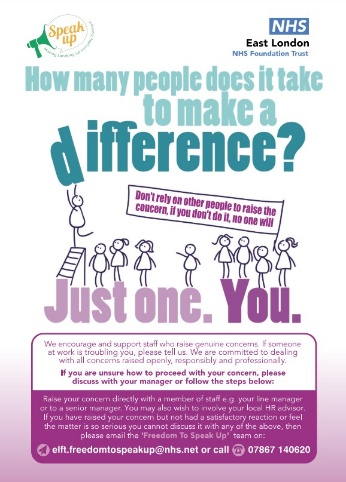 Speak
up
NHS
East London
NHS Foundation Trust
How many people does it take
to make a
difference?
Don't rely on other people to raise the
concern, if you don't do it, no one will
Just one. You.
We encourage and support staff who raise genuine concerns. If someone
at work is troubling you, please tell us. We are committed to dealing
with all concerns raised openly, responsibly and professionally.
If you are unsure how to proceed with your concern, please
discuss with your manager or follow the steps below:
Raise your concern directly with a member of staff e.g. your line manager
or to a senior manager. You may also wish to involve your local HR advisor.
If you have raised your concern but not had a satisfactory reaction or feel
the matter is so serious you cannot discuss it with any of the above, then
please email the 'Freedom To Speak Up' team on:
elft.freedomtospeakup@nhs.net or call 07867 140620